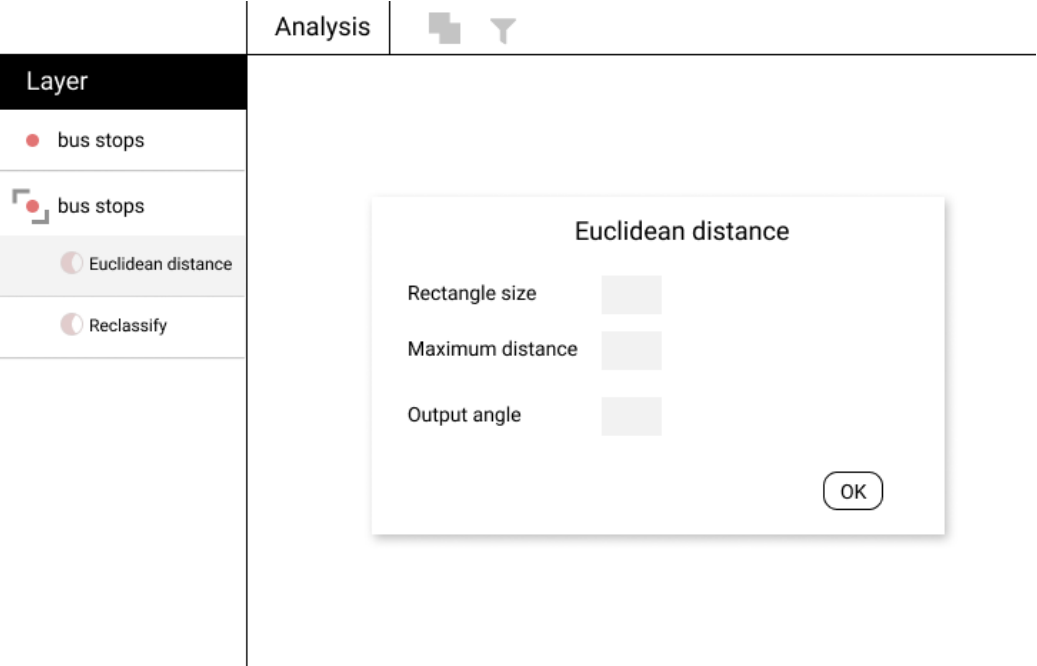 Analysis
Layer
bus stops
bus stops
Euclidean distance
Reclassify
Euclidean distance
Rectangle size
Maximum distance
Output angle
OK